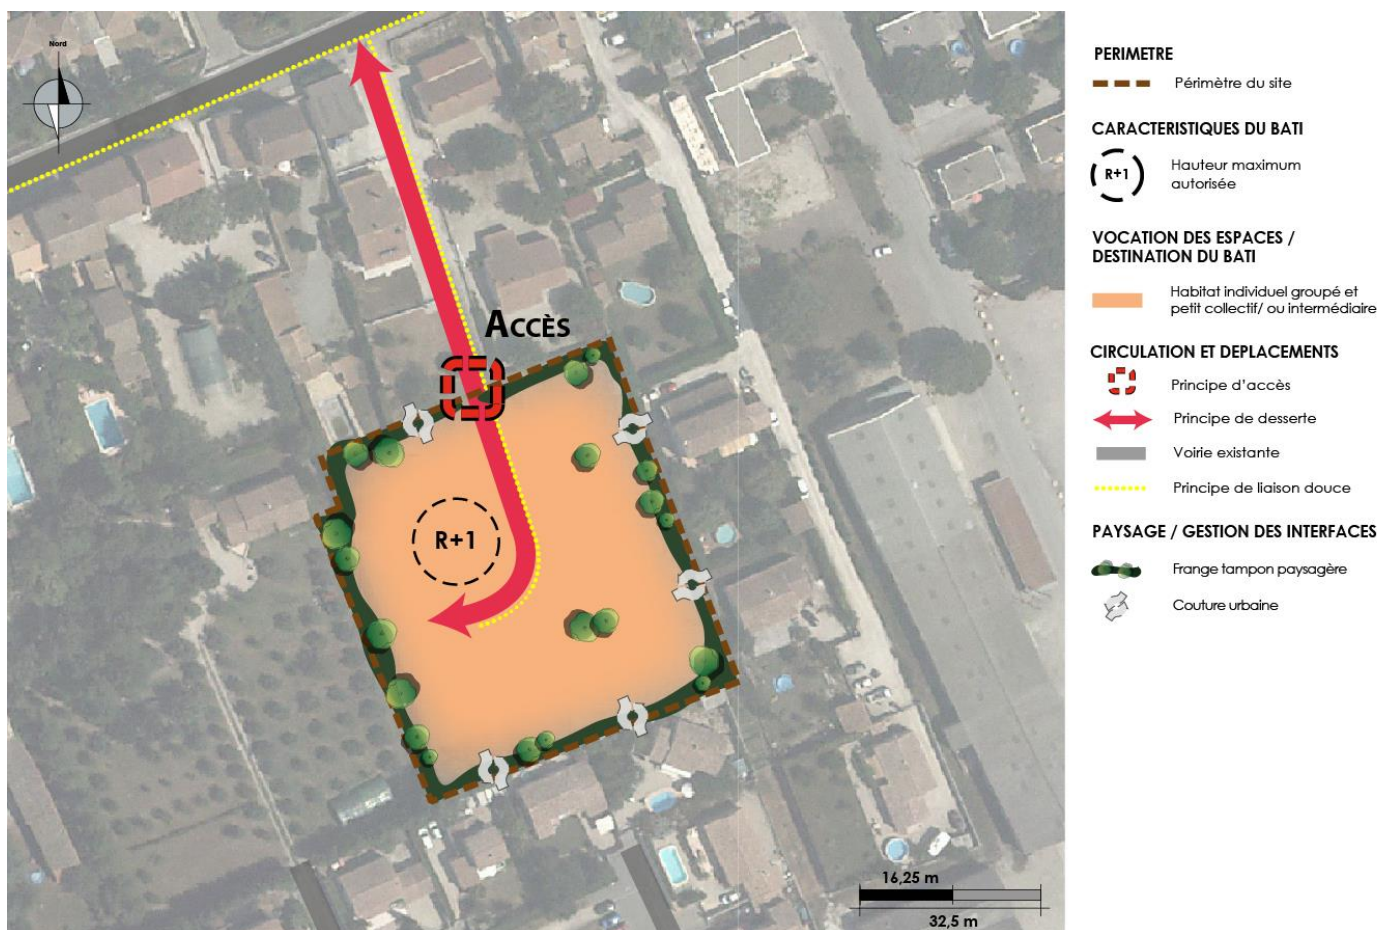 Nord
ACCÈS
R+1
16,25 m
32,5 m
PERIMETRE
Périmètre du site
CARACTERISTIQUES DU BATI
R+1
Hauteur maximum
autorisée
VOCATION DES ESPACES /
DESTINATION DU BATI
Habitat individuel groupé et
petit collectif/ ou intermédiaire
CIRCULATION ET DEPLACEMENTS
Principe d'accès
Principe de desserte
Voirie existante
Principe de liaison douce
PAYSAGE / GESTION DES INTERFACES
Frange tampon paysagère
Couture urbaine